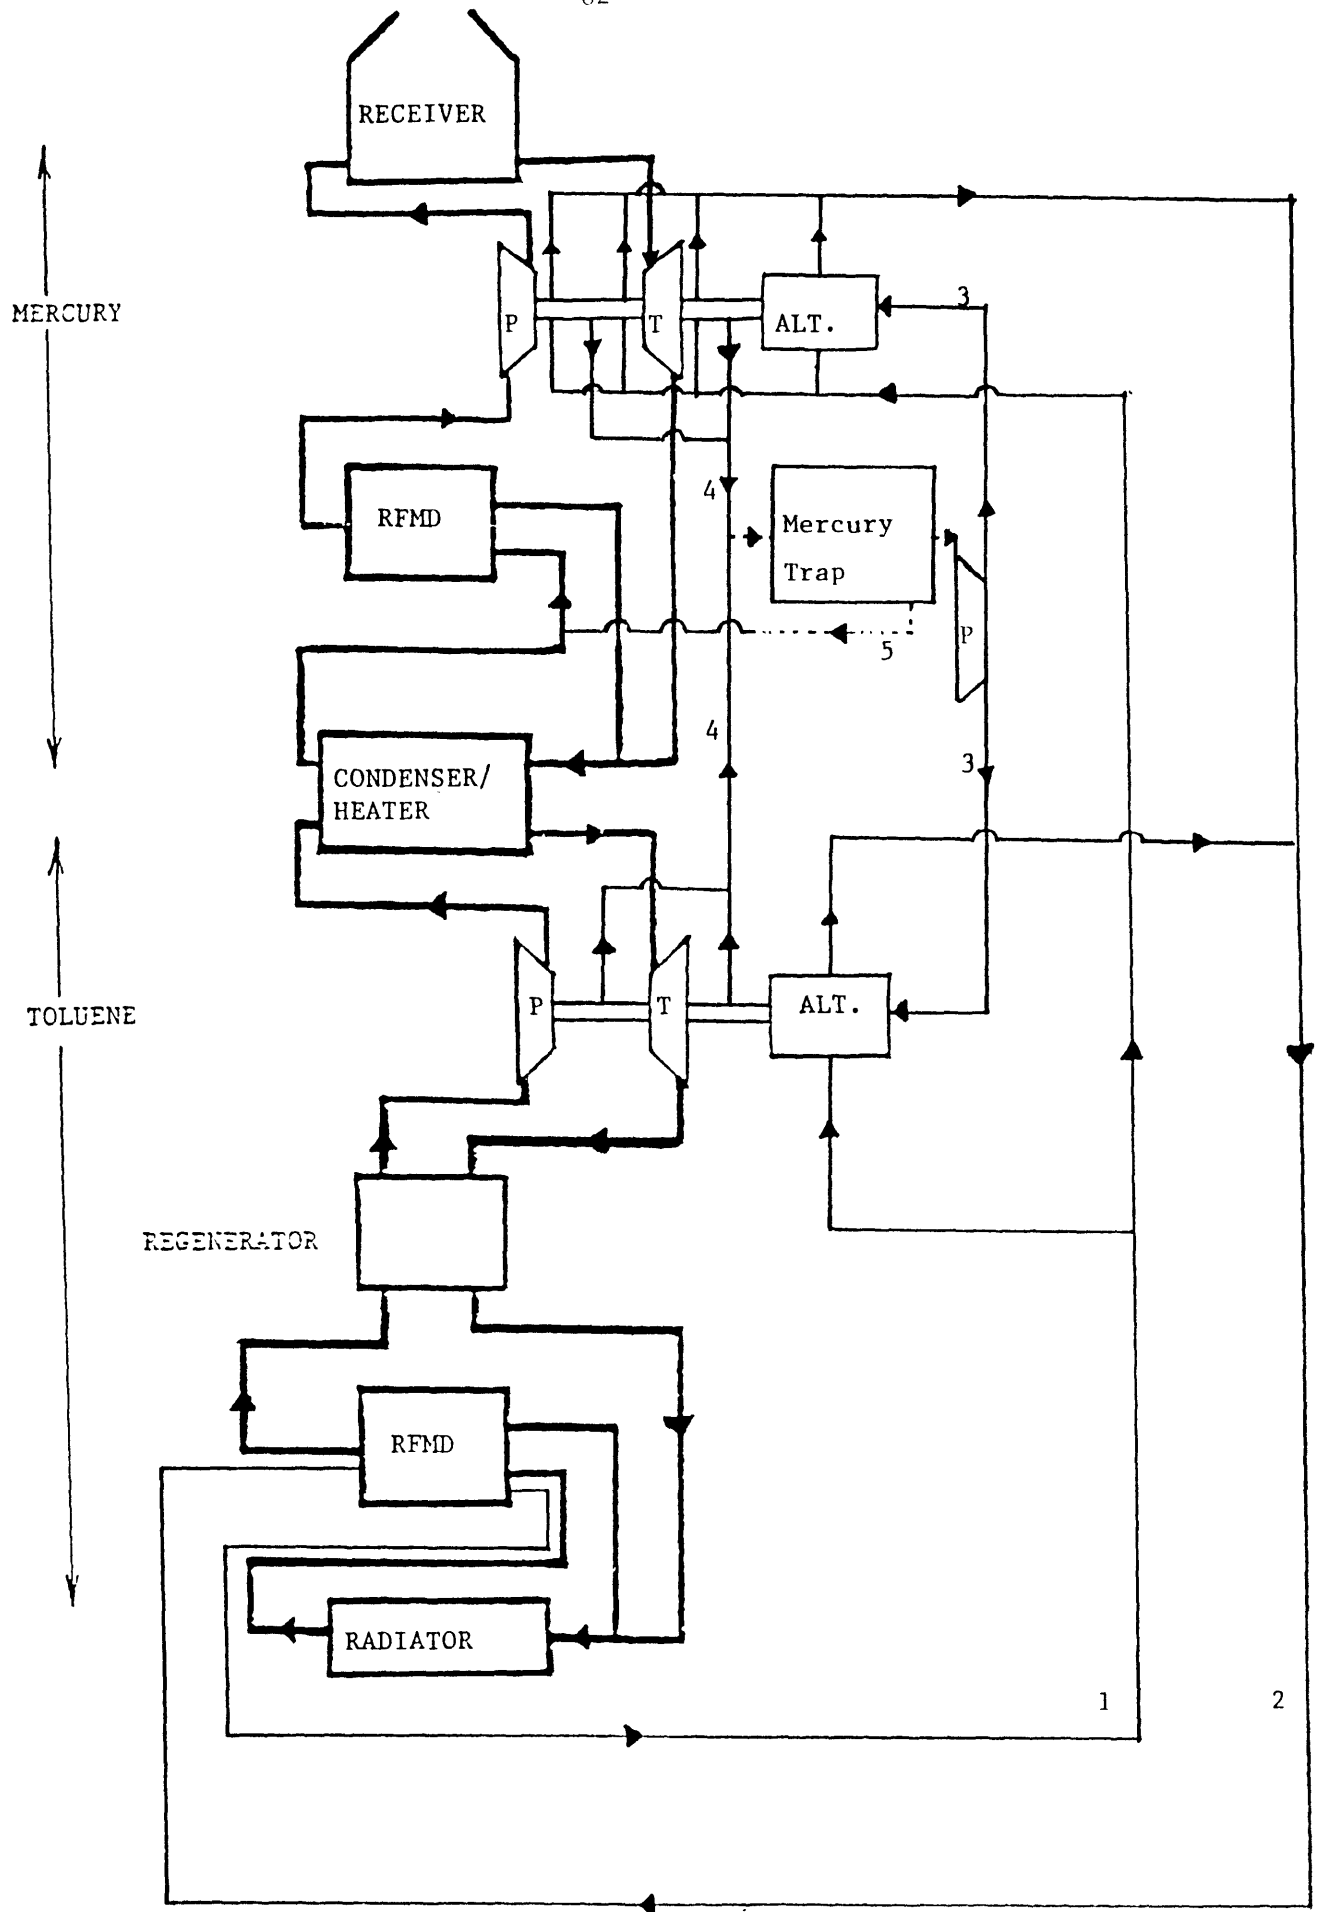 RECEIVER
MERCURY
P
T
ALT.
3
4
RFMD
Mercury
Trap
P
5
4
3
CONDENSER/
HEATER
TOLUENE
P
T
ALT.
REGENERATOR
RFMD
RADIATOR
1
2